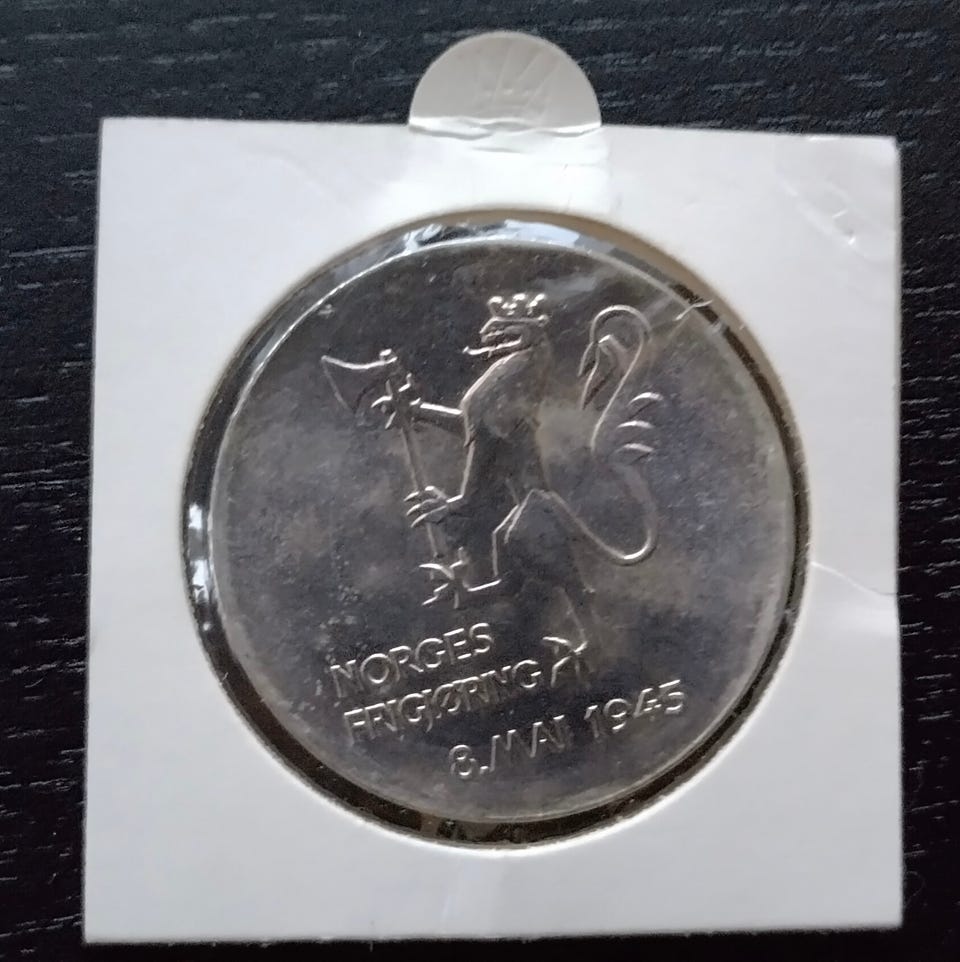 NORGES
FRIGJØRING
8. MAI 1945